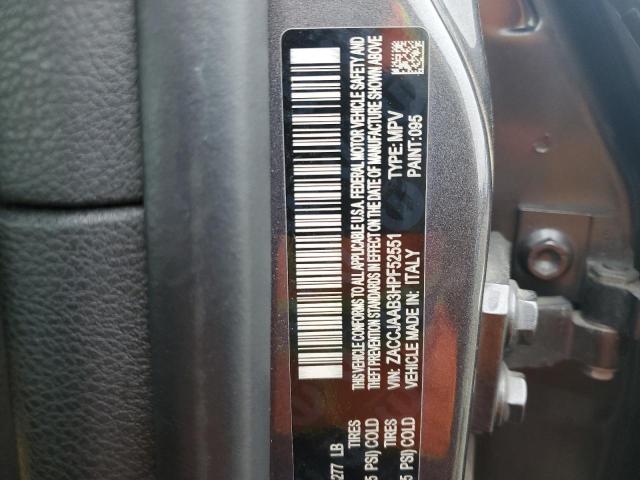 277 LB
TIRES
5 PSI) COLD
TIRES
5 PSI) COLD
THIS VEHICLE CONFORMS TO ALL APPLICABLE U.S.A. FEDERAL MOTOR VEHICLE SAFETY AND
THEFT PREVENTION STANDARDS IN EFFECT ON THE DATE OF MANUFACTURE SHOWN ABOVE
VIN: ZACCJAAB3HPF52551 TYPE: MPV
VEHICLE MADE IN: ITALY PAINT: 095